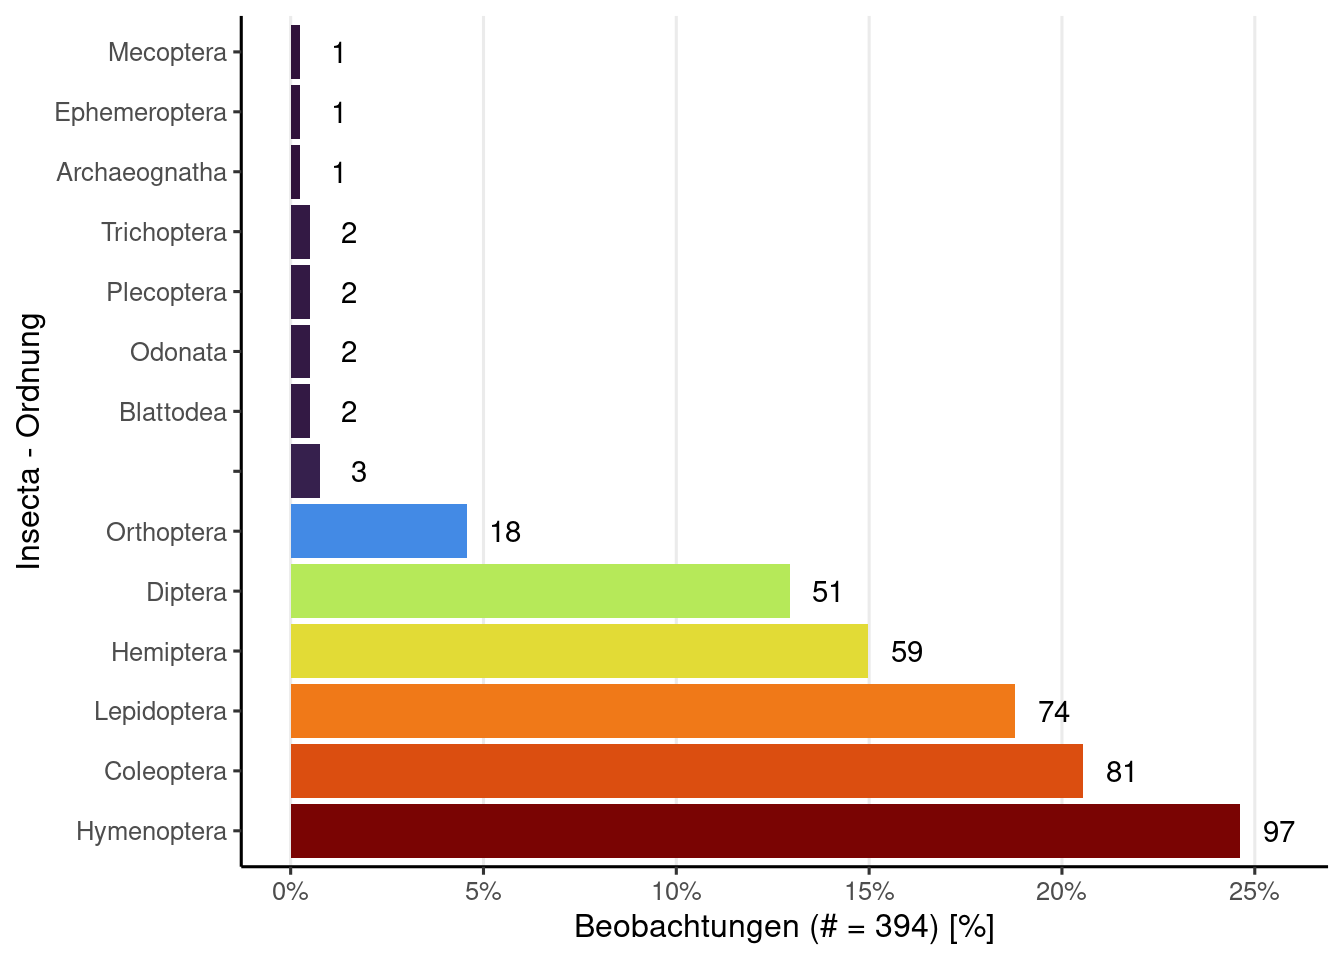 Insecta - Ordnung
Mecoptera 1
Ephemeroptera 1
Archaeognatha 1
Trichoptera 2
Plecoptera 2
Odonata 2
Blattodea 2
3
Orthoptera 18
Diptera 51
Hemiptera 59
Lepidoptera 74
Coleoptera 81
Hymenoptera 97
0% 5% 10% 15% 20% 25%
Beobachtungen (# = 394) [%]